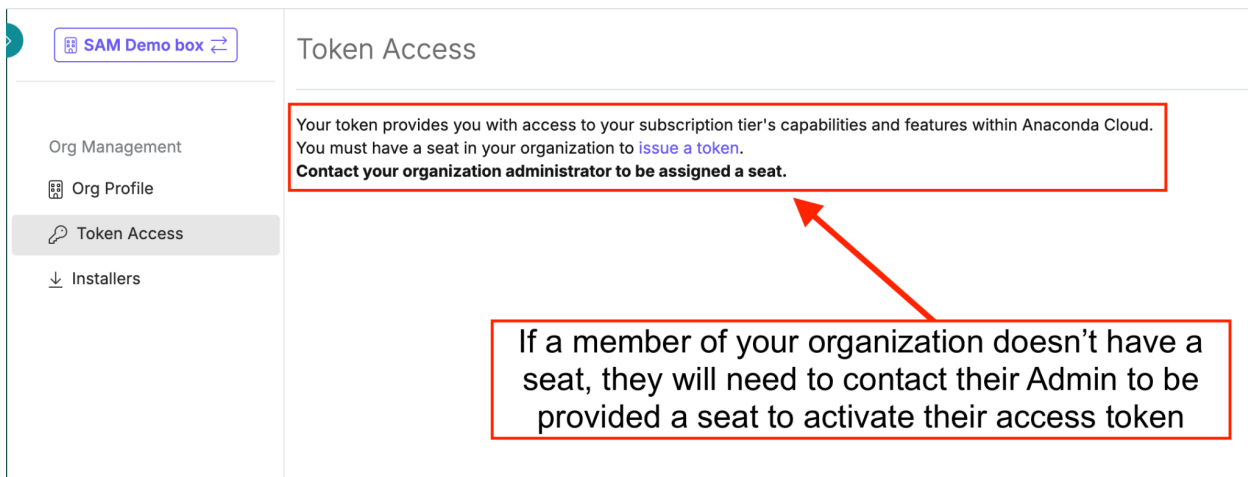 SAM Demo box
Token Access
Your token provides you with access to your subscription tier's capabilities and features within Anaconda Cloud.
You must have a seat in your organization to issue a token.
Contact your organization administrator to be assigned a seat.
Org Management
Org Profile
Token Access
Installers
If a member of your organization doesn’t have a
seat, they will need to contact their Admin to be
provided a seat to activate their access token